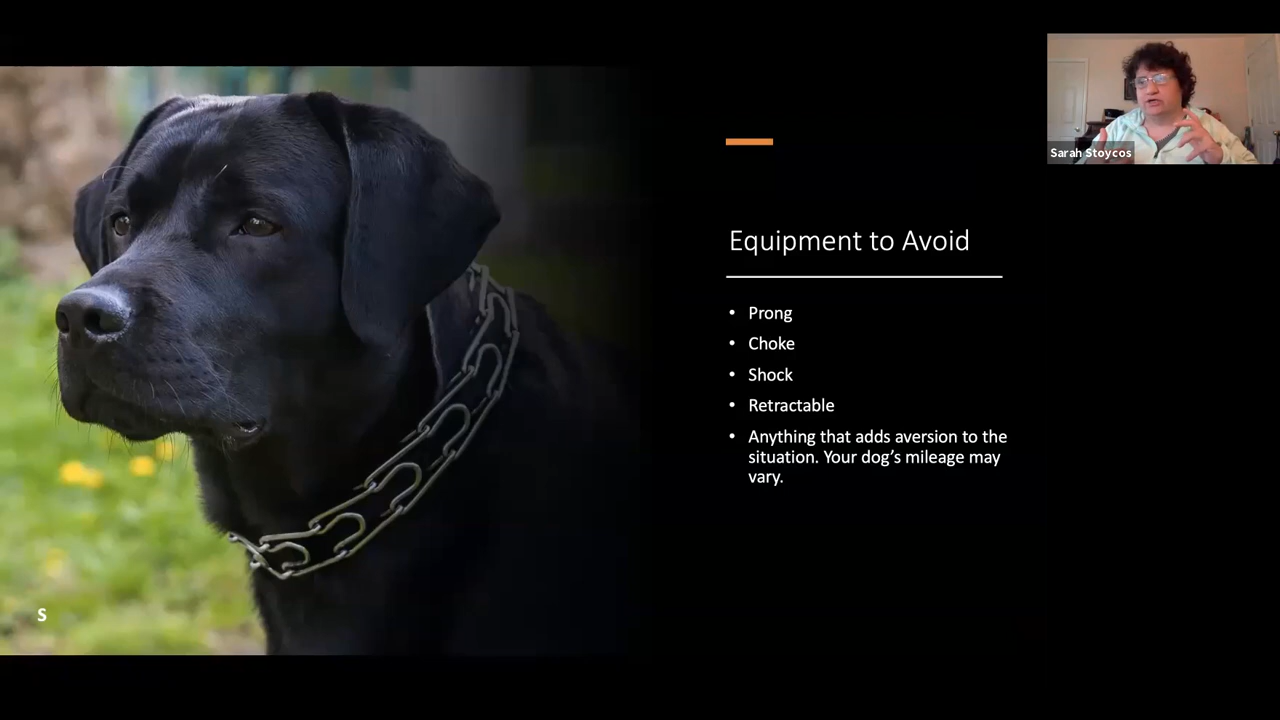 Sarah Stoycos
Equipment to Avoid
• Prong
• Choke
• Shock
• Retractable
• Anything that adds aversion to the
situation. Your dog’s mileage may
vary.
S